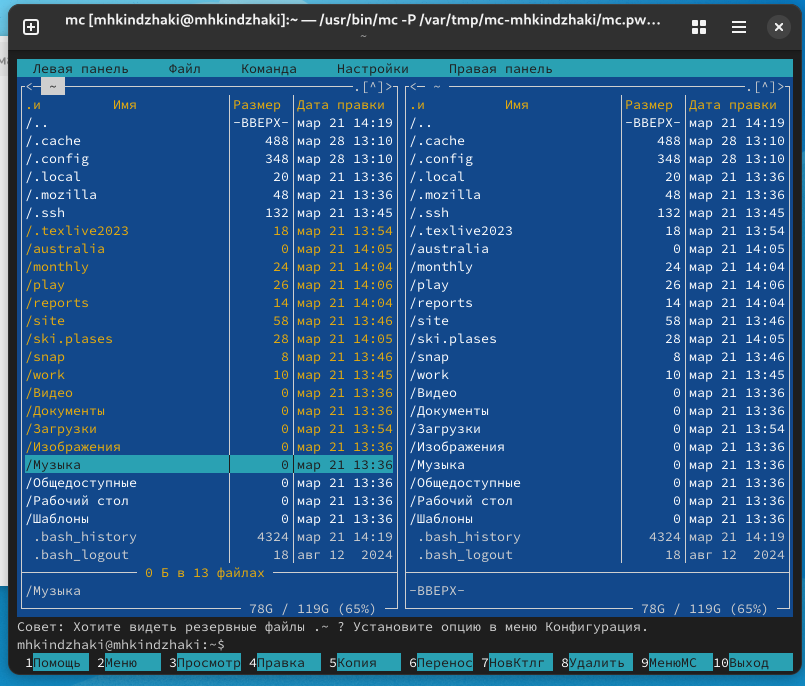 mc [mhkindzhaki@mhkindzhaki]:~ — /usr/bin/mc -P /var/tmp/mc-mhkindzhaki/mc.pw…
~
Левая панель Файл Команда Настройки Правая панель
<- ~ .[^]> <- ~ .[^]>
.и Имя Размер Дата правки .и Имя Размер Дата правки
/.. -ВВЕРХ- мар 21 14:19 /.. -ВВЕРХ- мар 21 14:19
/.cache 488 мар 28 13:10 /.cache 488 мар 28 13:10
/.config 348 мар 28 13:10 /.config 348 мар 28 13:10
/.local 20 мар 21 13:36 /.local 20 мар 21 13:36
/.mozilla 48 мар 21 13:36 /.mozilla 48 мар 21 13:36
/.ssh 132 мар 21 13:45 /.ssh 132 мар 21 13:45
/.texlive2023 18 мар 21 13:54 /.texlive2023 18 мар 21 13:54
/australia 0 мар 21 14:05 /australia 0 мар 21 14:05
/monthly 24 мар 21 14:04 /monthly 24 мар 21 14:04
/play 26 мар 21 14:06 /play 26 мар 21 14:06
/reports 14 мар 21 14:04 /reports 14 мар 21 14:04
/site 58 мар 21 13:46 /site 58 мар 21 13:46
/ski.plases 28 мар 21 14:05 /ski.plases 28 мар 21 14:05
/snap 8 мар 21 13:46 /snap 8 мар 21 13:46
/work 10 мар 21 13:45 /work 10 мар 21 13:45
/Видео 0 мар 21 13:36 /Видео 0 мар 21 13:36
/Документы 0 мар 21 13:36 /Документы 0 мар 21 13:36
/Загрузки 0 мар 21 13:54 /Загрузки 0 мар 21 13:54
/Изображения 0 мар 21 13:36 /Изображения 0 мар 21 13:36
/Музыка 0 мар 21 13:36 /Музыка 0 мар 21 13:36
/Общедоступные 0 мар 21 13:36 /Общедоступные 0 мар 21 13:36
/Рабочий стол 0 мар 21 13:36 /Рабочий стол 0 мар 21 13:36
/Шаблоны 0 мар 21 13:36 /Шаблоны 0 мар 21 13:36
.bash_history 4324 мар 21 14:19 .bash_history 4324 мар 21 14:19
.bash_logout 18 авг 12 2024 .bash_logout 18 авг 12 2024
0 Б в 13 файлах
/Музыка -ВВЕРХ-
78G / 119G (65%) 78G / 119G (65%)
Совет: Хотите видеть резервные файлы .~ ? Установите опцию в меню Конфигурация.
mhkindzhaki@mhkindzhaki:~$
1Помощь 2Меню 3Просмотр 4Правка 5Копия 6Перенос 7НовКтлг 8Удалить 9МенюМС 10Выход